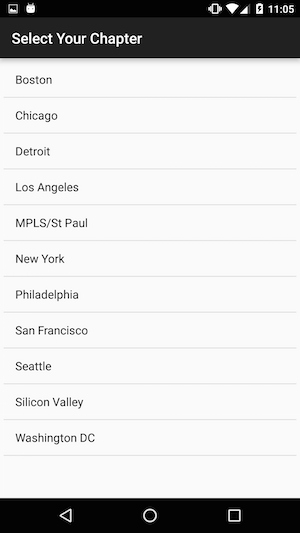 11:05
Select Your Chapter
Boston
Chicago
Detroit
Los Angeles
MPLS/St Paul
New York
Philadelphia
San Francisco
Seattle
Silicon Valley
Washington DC